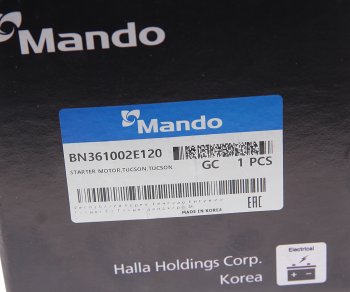 Mando
Mando
BN361002E120
GC 1 PCS
STARTER MOTOR,TUCSON,TUCSON
MADE IN KOREA
EAC
Electrical
Halla Holdings Corp.
Korea